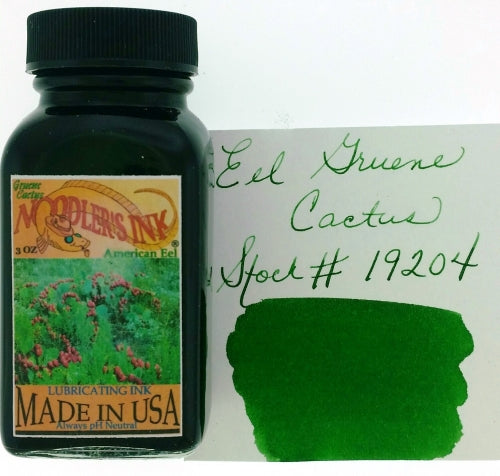 Gruene
Cactus
NOODLER'S INK
®
3 OZ
American Eel
LUBRICATING INK
MADE IN USA
Always pH Neutral
Eel Gruene
Cactus
Stock # 19204